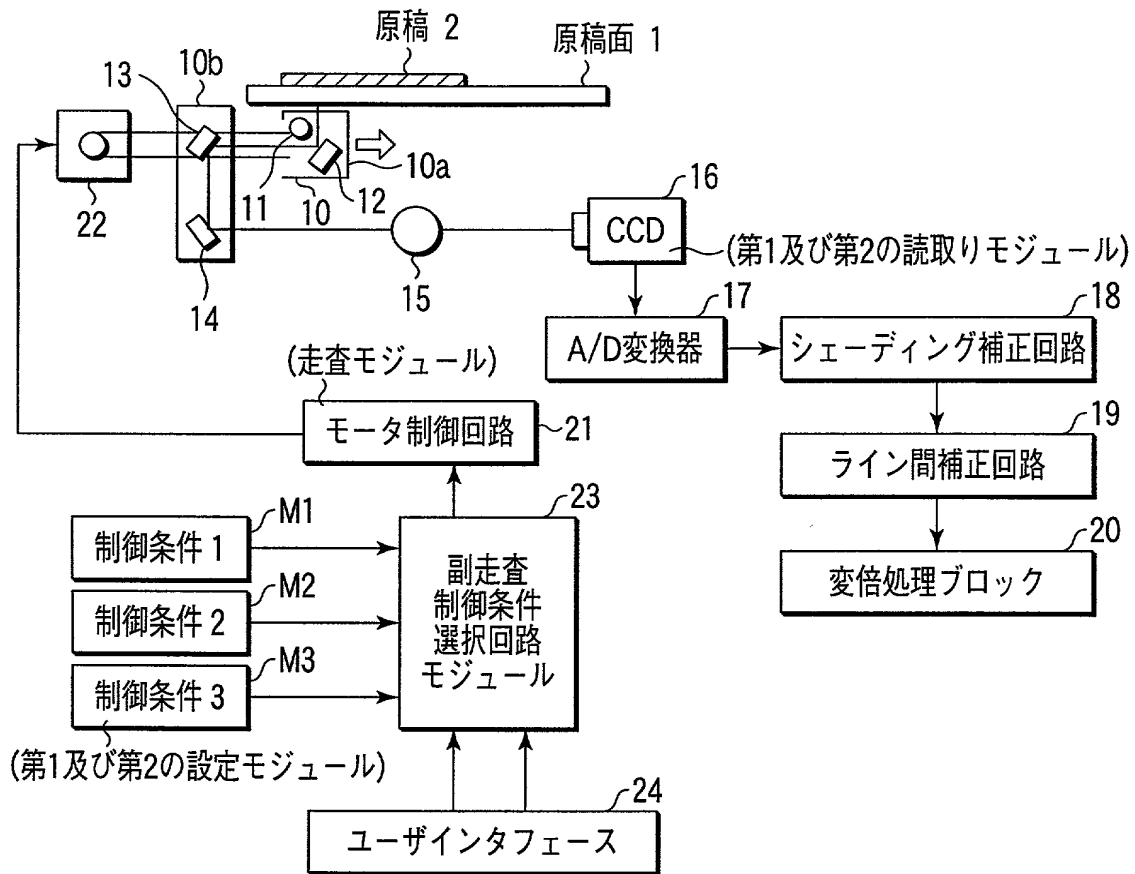 原稿 2
原稿面 1
10b
13
22
11
10
12
10a
14
15
16
CCD
(第1及び第2の読取りモジュール)
17
A/D変換器
18
シェーディング補正回路
(走査モジュール)
モータ制御回路
21
19
ライン間補正回路
20
変倍処理ブロック
23
副走査
制御条件
選択回路
モジュール
M1
制御条件 1
M2
制御条件 2
M3
制御条件 3
(第1及び第2の設定モジュール)
24
ユーザインタフェース